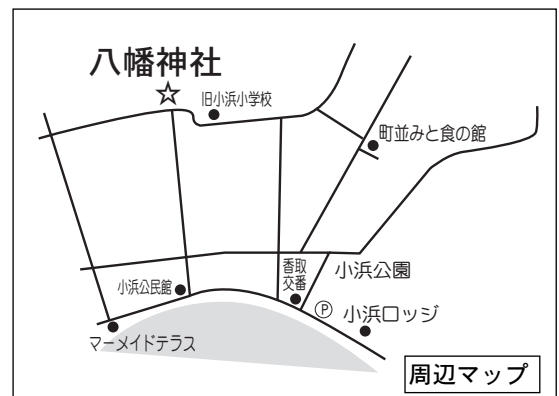 八幡神社
☆
旧小浜小学校
町並みと食の館
小浜公園
香取
交番
小浜公民館
Ⓟ
小浜ロッジ
マーメイドテラス
周辺マップ